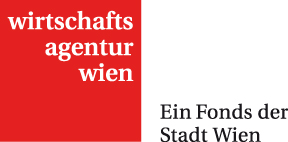 wirtschafts
agentur
wien
Ein Fonds der
Stadt Wien